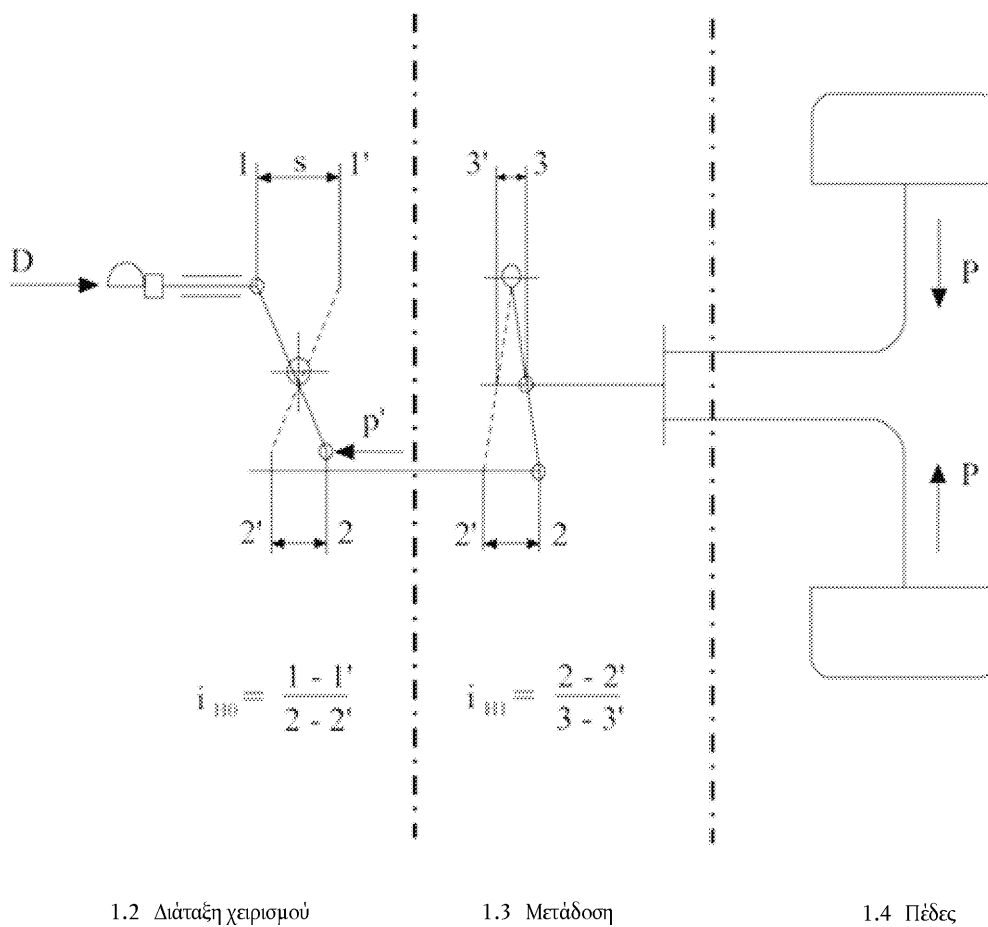 1 s 1' 3' 3
D
P
p'
P
2' 2 2' 2
i = 1 - 1' / 2 - 2'
i = 2 - 2' / 3 - 3'
1.2 Διάταξη χειρισμού 1.3 Μετάδοση 1.4 Πέδες